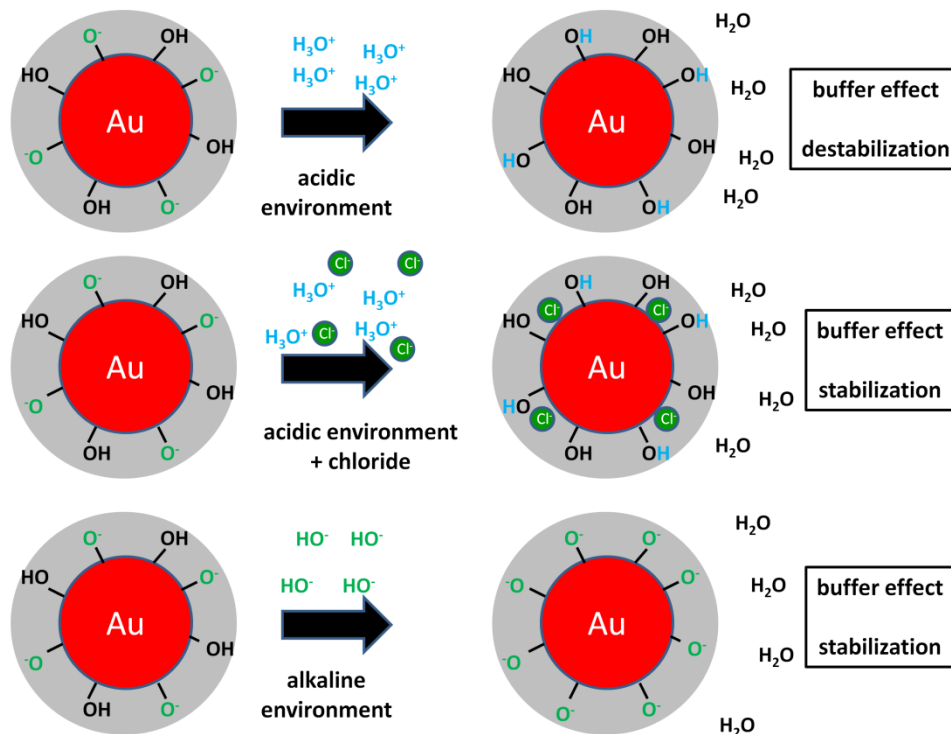 O⁻ OH
HO O⁻
Au
⁻O OH
OH O⁻
H₃O⁺ H₃O⁺
H₃O⁺ H₃O⁺
acidic
environment
OH OH
HO OH
Au
HO OH
OH OH
H₂O
H₂O
H₂O
H₂O
buffer effect
destabilization
O⁻ OH
HO O⁻
Au
⁻O OH
OH O⁻
Cl⁻ Cl⁻
H₃O⁺ H₃O⁺
H₃O⁺ Cl⁻ H₃O⁺ Cl⁻
acidic environment
+ chloride
OH OH
Cl⁻ Cl⁻
HO OH
Au
HO OH
Cl⁻ Cl⁻
OH OH
H₂O
H₂O
H₂O
H₂O
buffer effect
stabilization
O⁻ OH
HO O⁻
Au
⁻O OH
OH O⁻
HO⁻ HO⁻
HO⁻ HO⁻
alkaline
environment
O⁻ O⁻
⁻O O⁻
Au
⁻O O⁻
O⁻ O⁻
H₂O
H₂O
H₂O
H₂O
buffer effect
stabilization